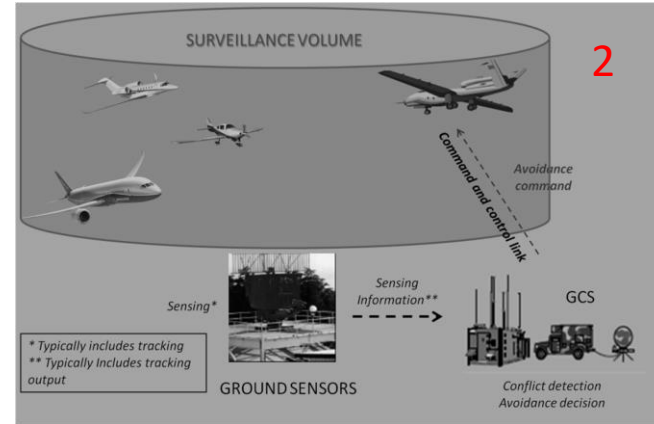 SURVEILLANCE VOLUME
2
Avoidance
command
Command and control link
Sensing*
Sensing
Information**
GCS
* Typically includes tracking
** Typically Includes tracking
output
GROUND SENSORS
Conflict detection
Avoidance decision